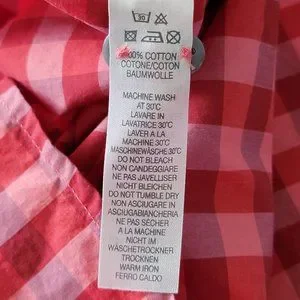 30
100% COTTON
COTONE/COTON
BAUMWOLLE
MACHINE WASH
AT 30°C
LAVARE IN
LAVATRICE 30°C
LAVER A LA
MACHINE 30°C
MASCHINENWÄSCHE 30°C
DO NOT BLEACH
NON CANDEGGIARE
NE PAS JAVELLISER
NICHT BLEICHEN
DO NOT TUMBLE DRY
NON ASCIUGARE IN
ASCIUGABIANCHERIA
NE PAS SECHER
A LA MACHINE
NICHT IM
WÄSCHETROCKNER
TROCKNEN
WARM IRON
FERRO CALDO